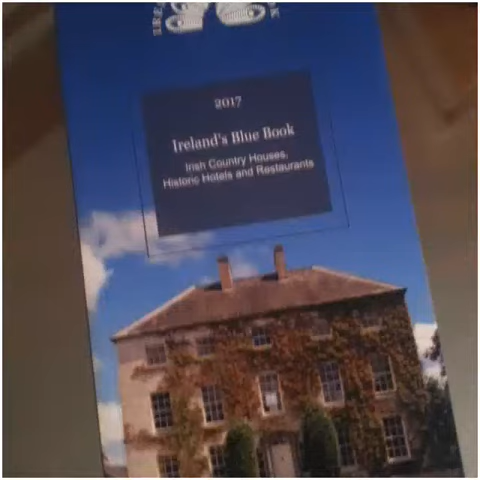 2017
Ireland's Blue Book
Irish Country Houses,
Historic Hotels and Restaurants